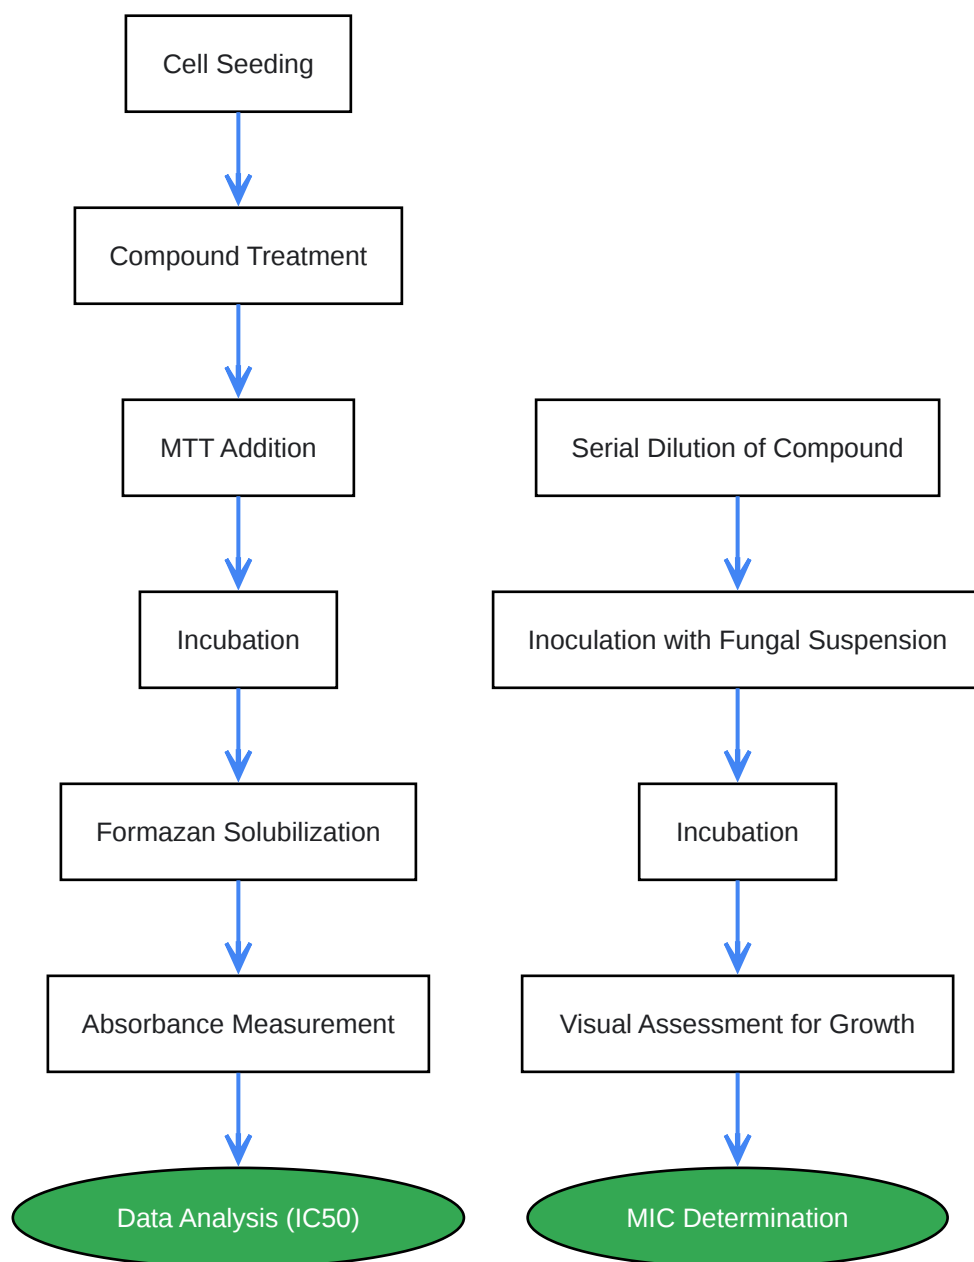 Cell Seeding
Compound Treatment
MTT Addition
Incubation
Formazan Solubilization
Absorbance Measurement
Data Analysis (IC50)
Serial Dilution of Compound
Inoculation with Fungal Suspension
Incubation
Visual Assessment for Growth
MIC Determination